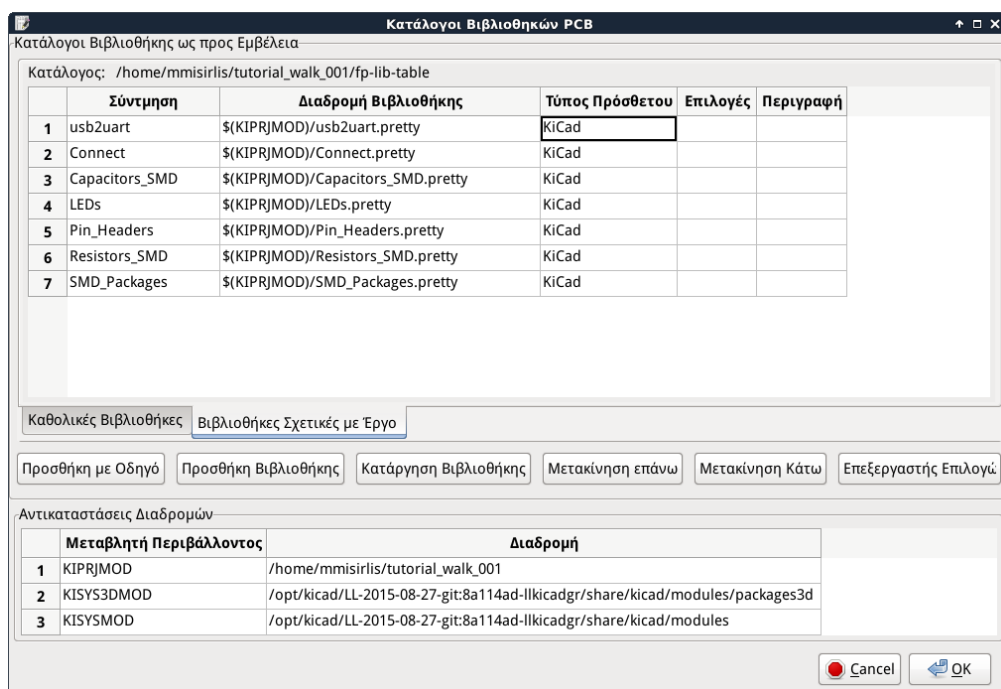 Κατάλογοι Βιβλιοθηκών PCB
Κατάλογοι Βιβλιοθήκης ως προς Εμβέλεια
Κατάλογος: /home/mmisirlis/tutorial_walk_001/fp-lib-table
Σύντμηση Διαδρομή Βιβλιοθήκης Τύπος Πρόσθετου Επιλογές Περιγραφή
1 usb2uart $(KIPRJMOD)/usb2uart.pretty KiCad
2 Connect $(KIPRJMOD)/Connect.pretty KiCad
3 Capacitors_SMD $(KIPRJMOD)/Capacitors_SMD.pretty KiCad
4 LEDs $(KIPRJMOD)/LEDs.pretty KiCad
5 Pin_Headers $(KIPRJMOD)/Pin_Headers.pretty KiCad
6 Resistors_SMD $(KIPRJMOD)/Resistors_SMD.pretty KiCad
7 SMD_Packages $(KIPRJMOD)/SMD_Packages.pretty KiCad
Καθολικές Βιβλιοθήκες Βιβλιοθήκες Σχετικές με Έργο
Προσθήκη με Οδηγό Προσθήκη Βιβλιοθήκης Κατάργηση Βιβλιοθήκης Μετακίνηση επάνω Μετακίνηση Κάτω Επεξεργαστής Επιλογώ
Αντικαταστάσεις Διαδρομών
Μεταβλητή Περιβάλλοντος Διαδρομή
1 KIPRJMOD /home/mmisirlis/tutorial_walk_001
2 KISYS3DMOD /opt/kicad/LL-2015-08-27-git:8a114ad-llkicadgr/share/kicad/modules/packages3d
3 KISYSMOD /opt/kicad/LL-2015-08-27-git:8a114ad-llkicadgr/share/kicad/modules
Cancel OK